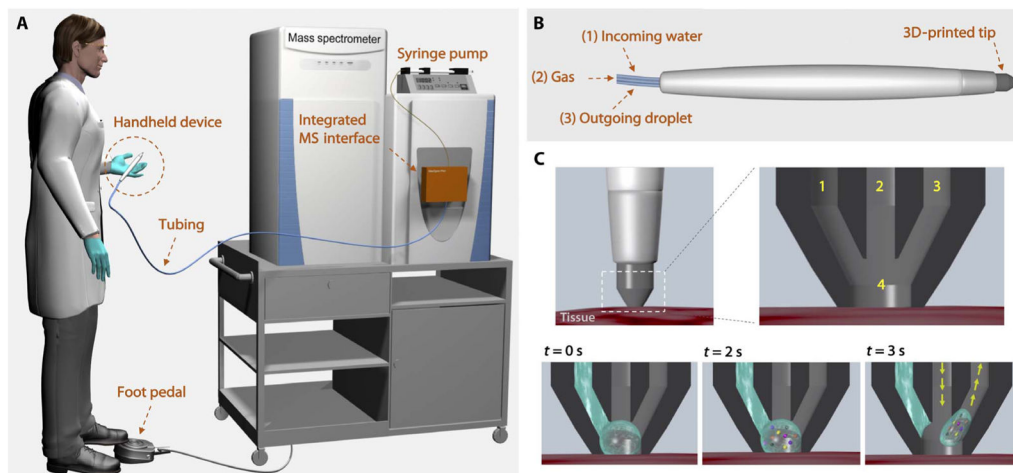 A
Mass spectrometer
Syringe pump
Integrated
MS interface
Handheld device
Tubing
Foot pedal
B
(1) Incoming water
(2) Gas
(3) Outgoing droplet
3D-printed tip
C
Tissue
1 2 3
4
t = 0 s
t = 2 s
t = 3 s